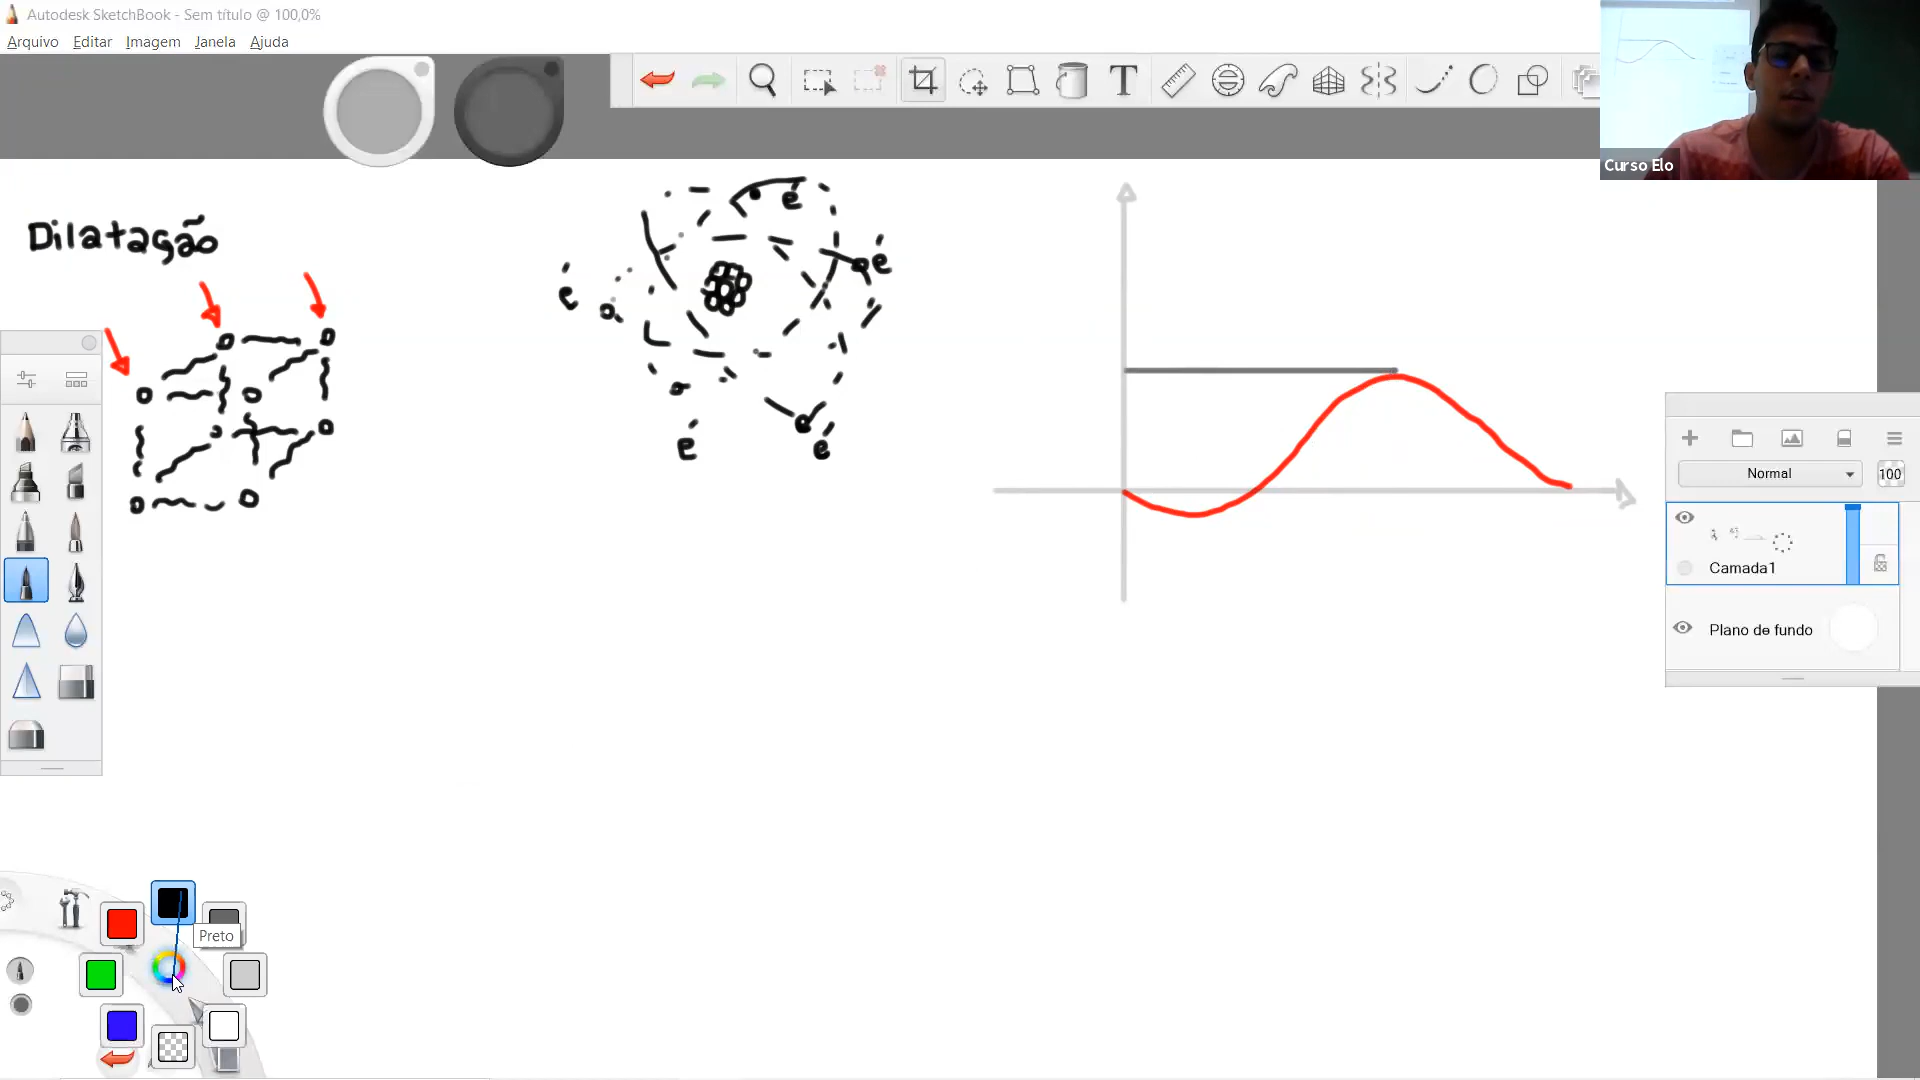 Autodesk SketchBook - Sem título @ 100,0%
Arquivo Editar Imagem Janela Ajuda
T
Curso Elo
Dilatação
é
é
é
é
é
Normal
100
Camada1
Plano de fundo
Preto